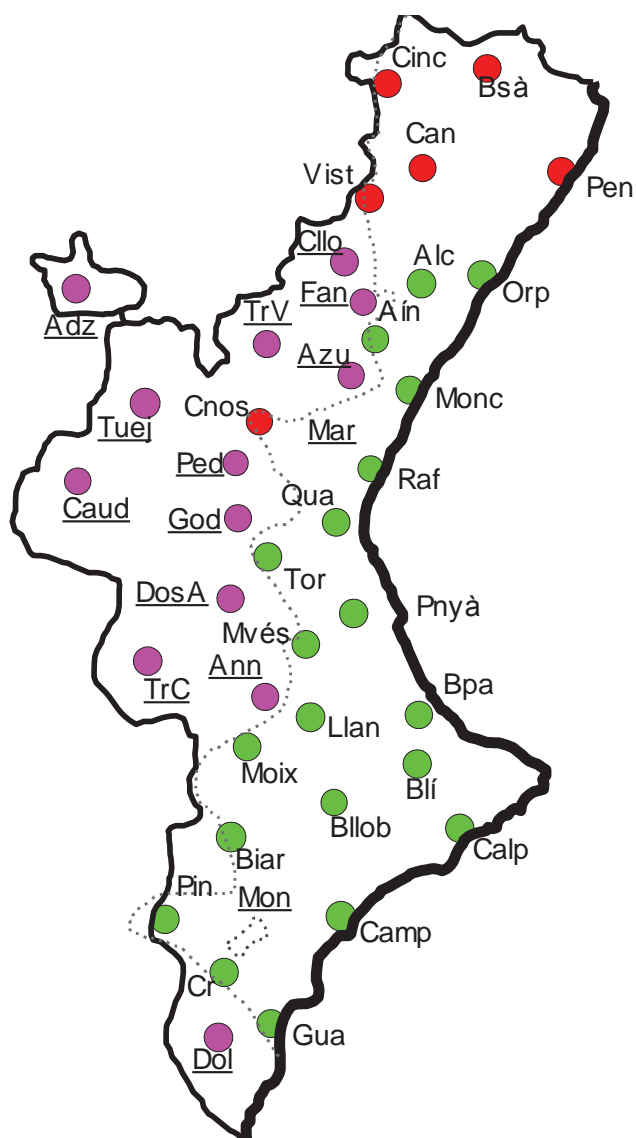 Cinc
Bsà
Can
Vist
Pen
Cllo
Alc
Orp
Fan
Adz
TrV
Aín
Azu
Monc
Cnos
Tuej
Mar
Ped
Raf
Caud
Qua
God
Tor
DosA
Pnyà
Mvés
Ann
TrC
Bpa
Llan
Moix
Blí
Bllob
Calp
Biar
Pin
Mon
Camp
Cr
Gua
Dol